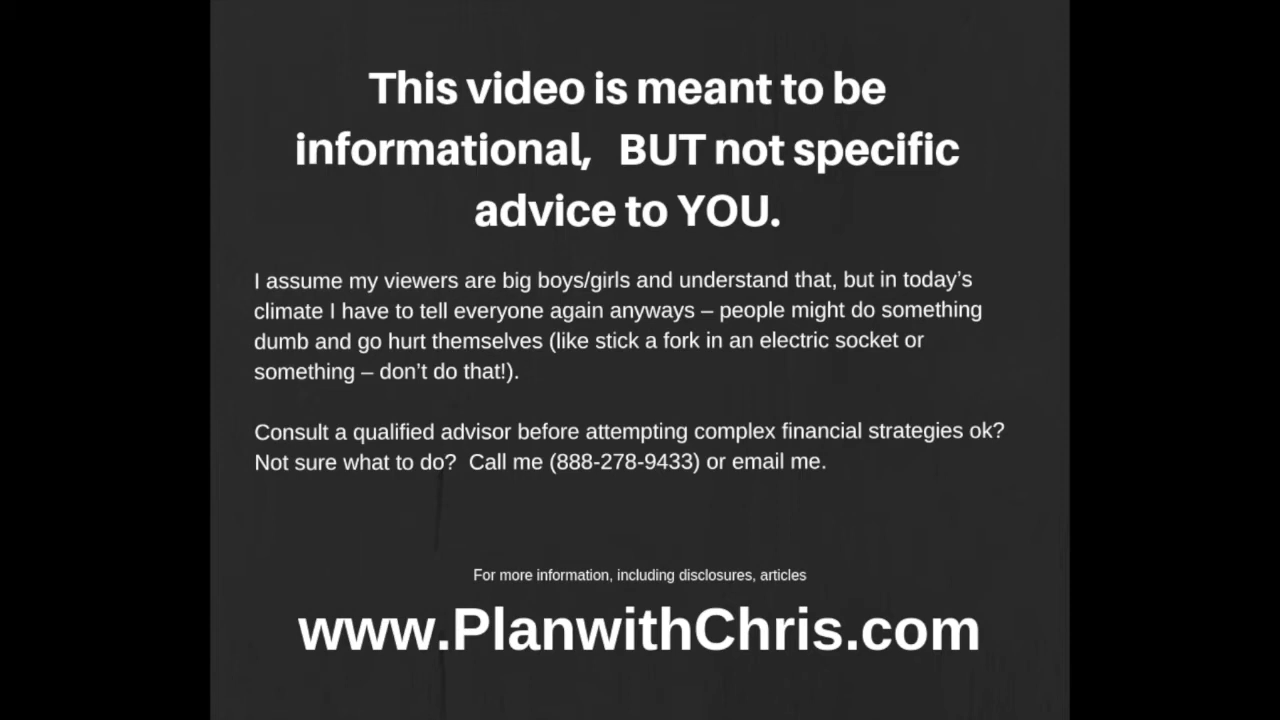 This video is meant to be
informational,   BUT not specific
advice to YOU.
I assume my viewers are big boys/girls and understand that, but in today’s
climate I have to tell everyone again anyways – people might do something
dumb and go hurt themselves (like stick a fork in an electric socket or
something – don’t do that!).
Consult a qualified advisor before attempting complex financial strategies ok?
Not sure what to do?  Call me (888-278-9433) or email me.
For more information, including disclosures, articles
www.PlanwithChris.com